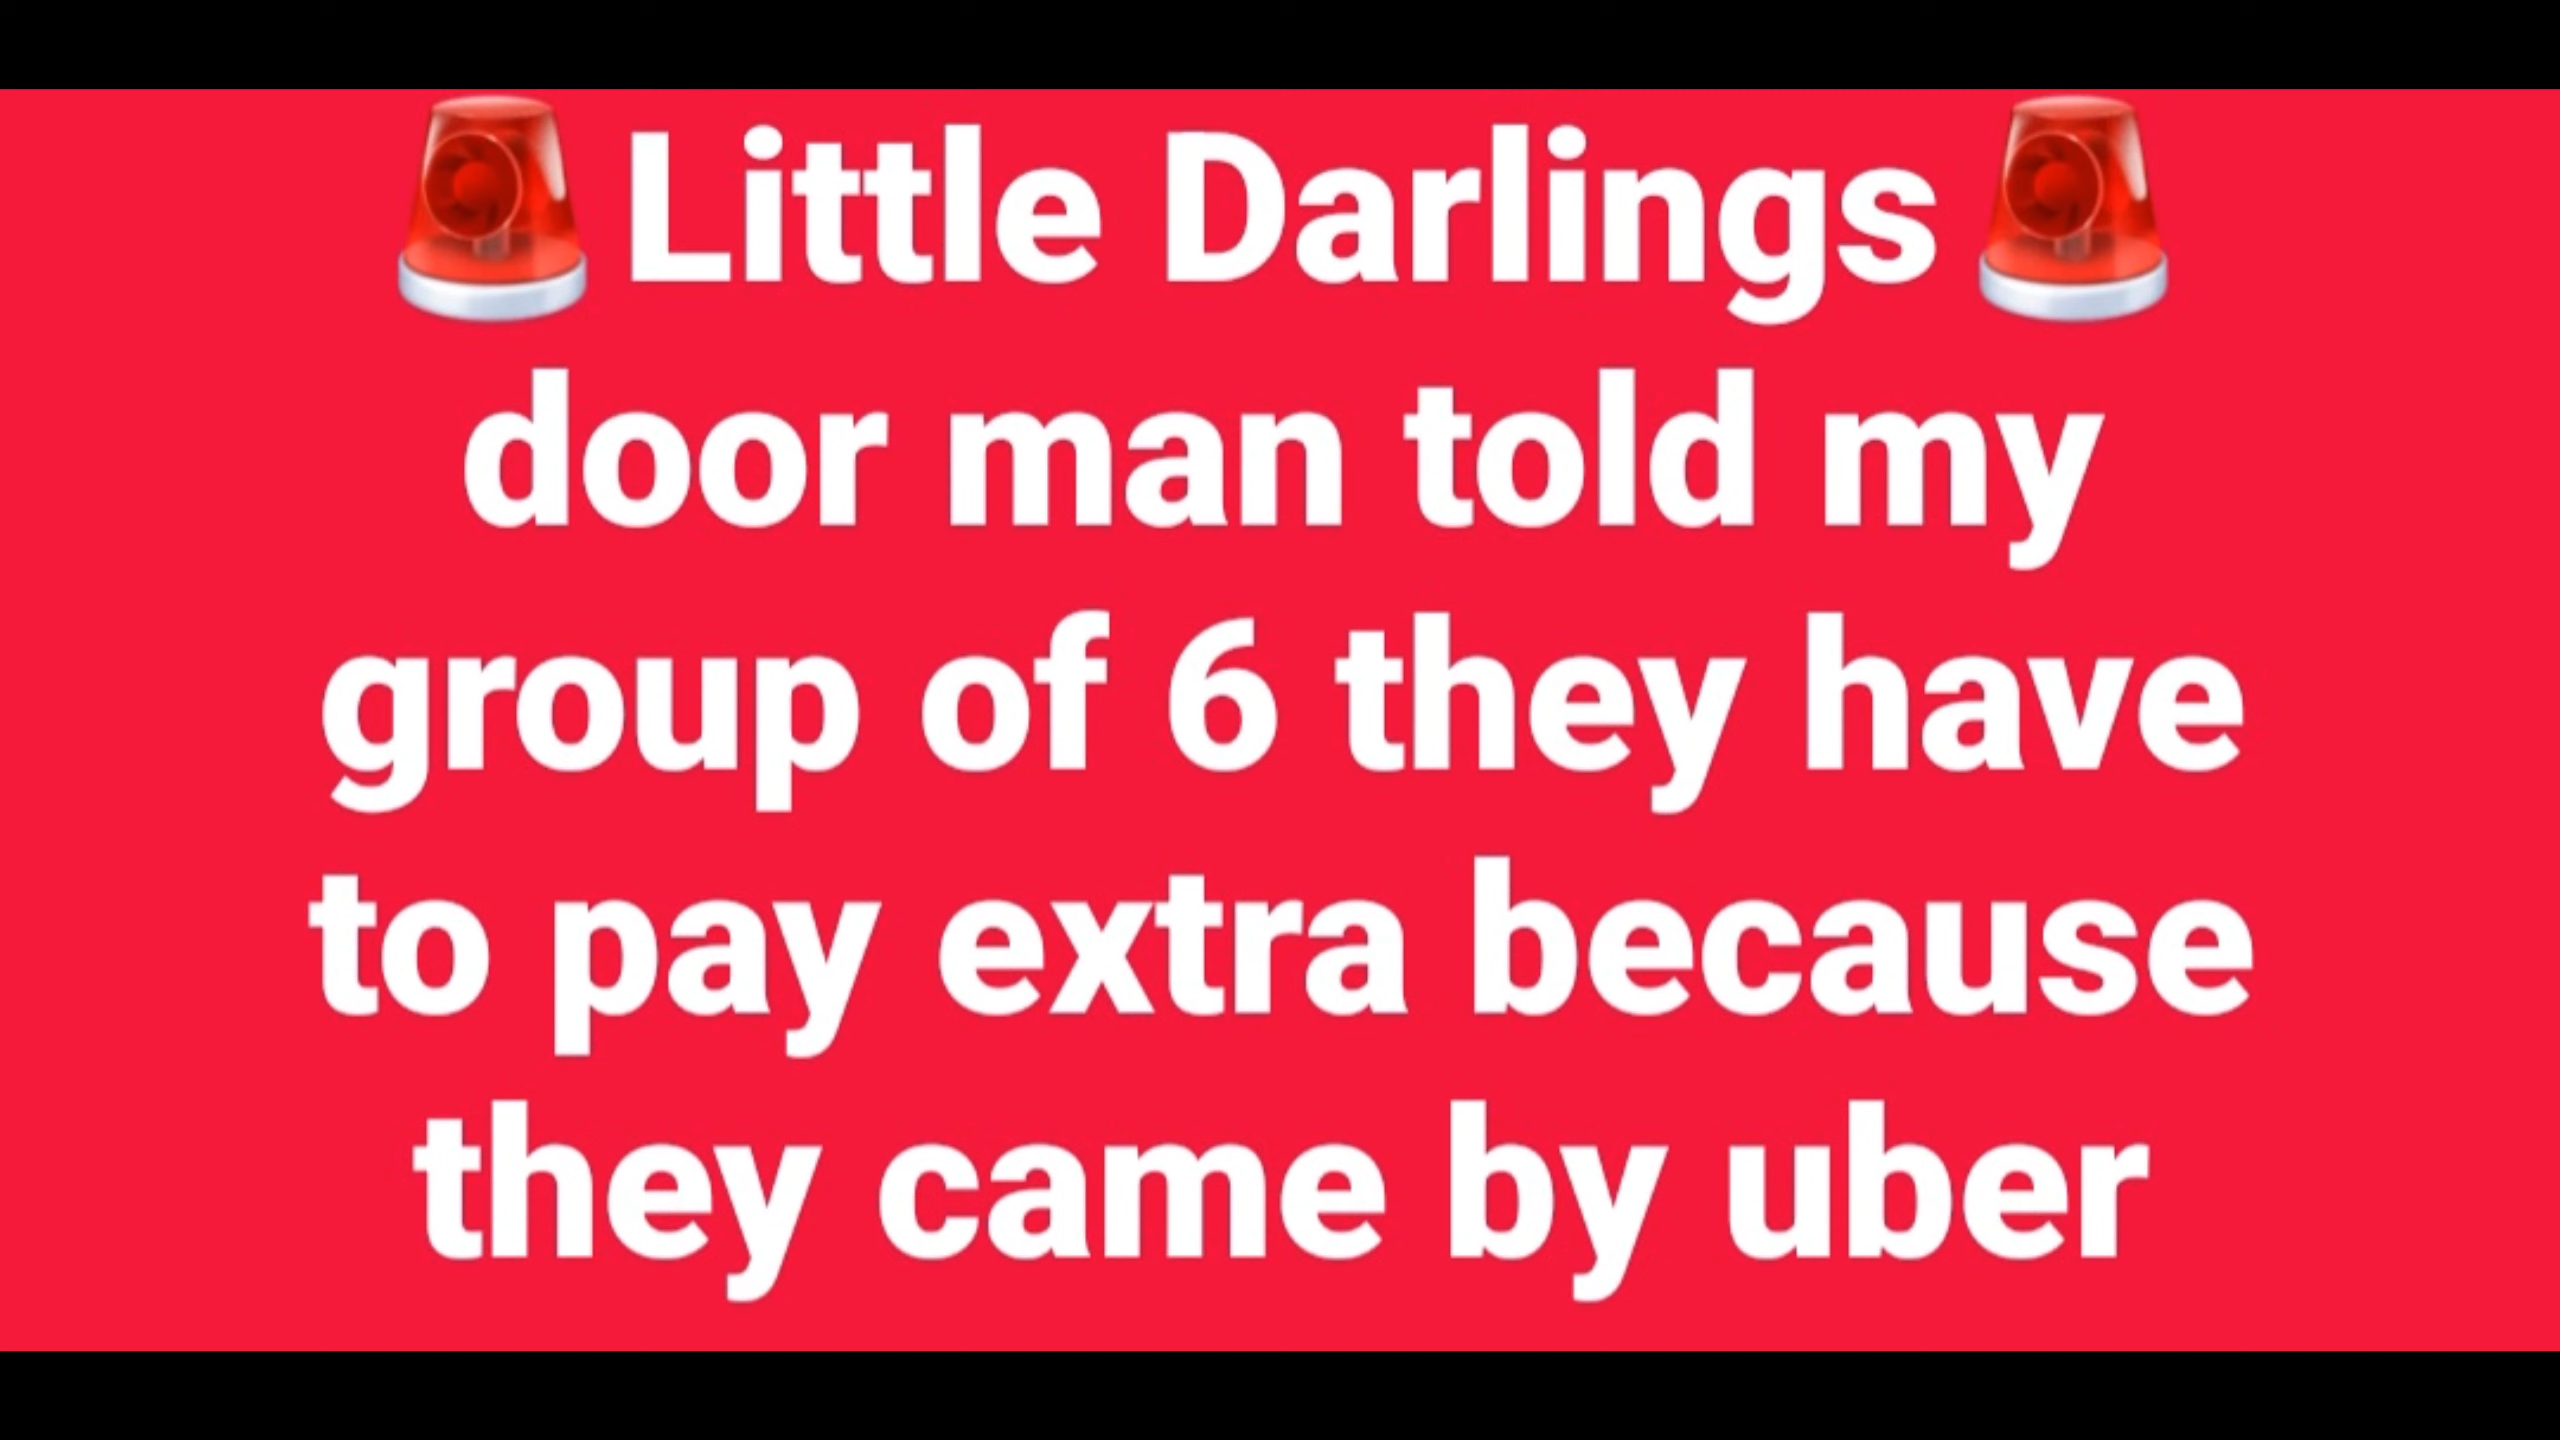 🚨Little Darlings🚨
door man told my
group of 6 they have
to pay extra because
they came by uber